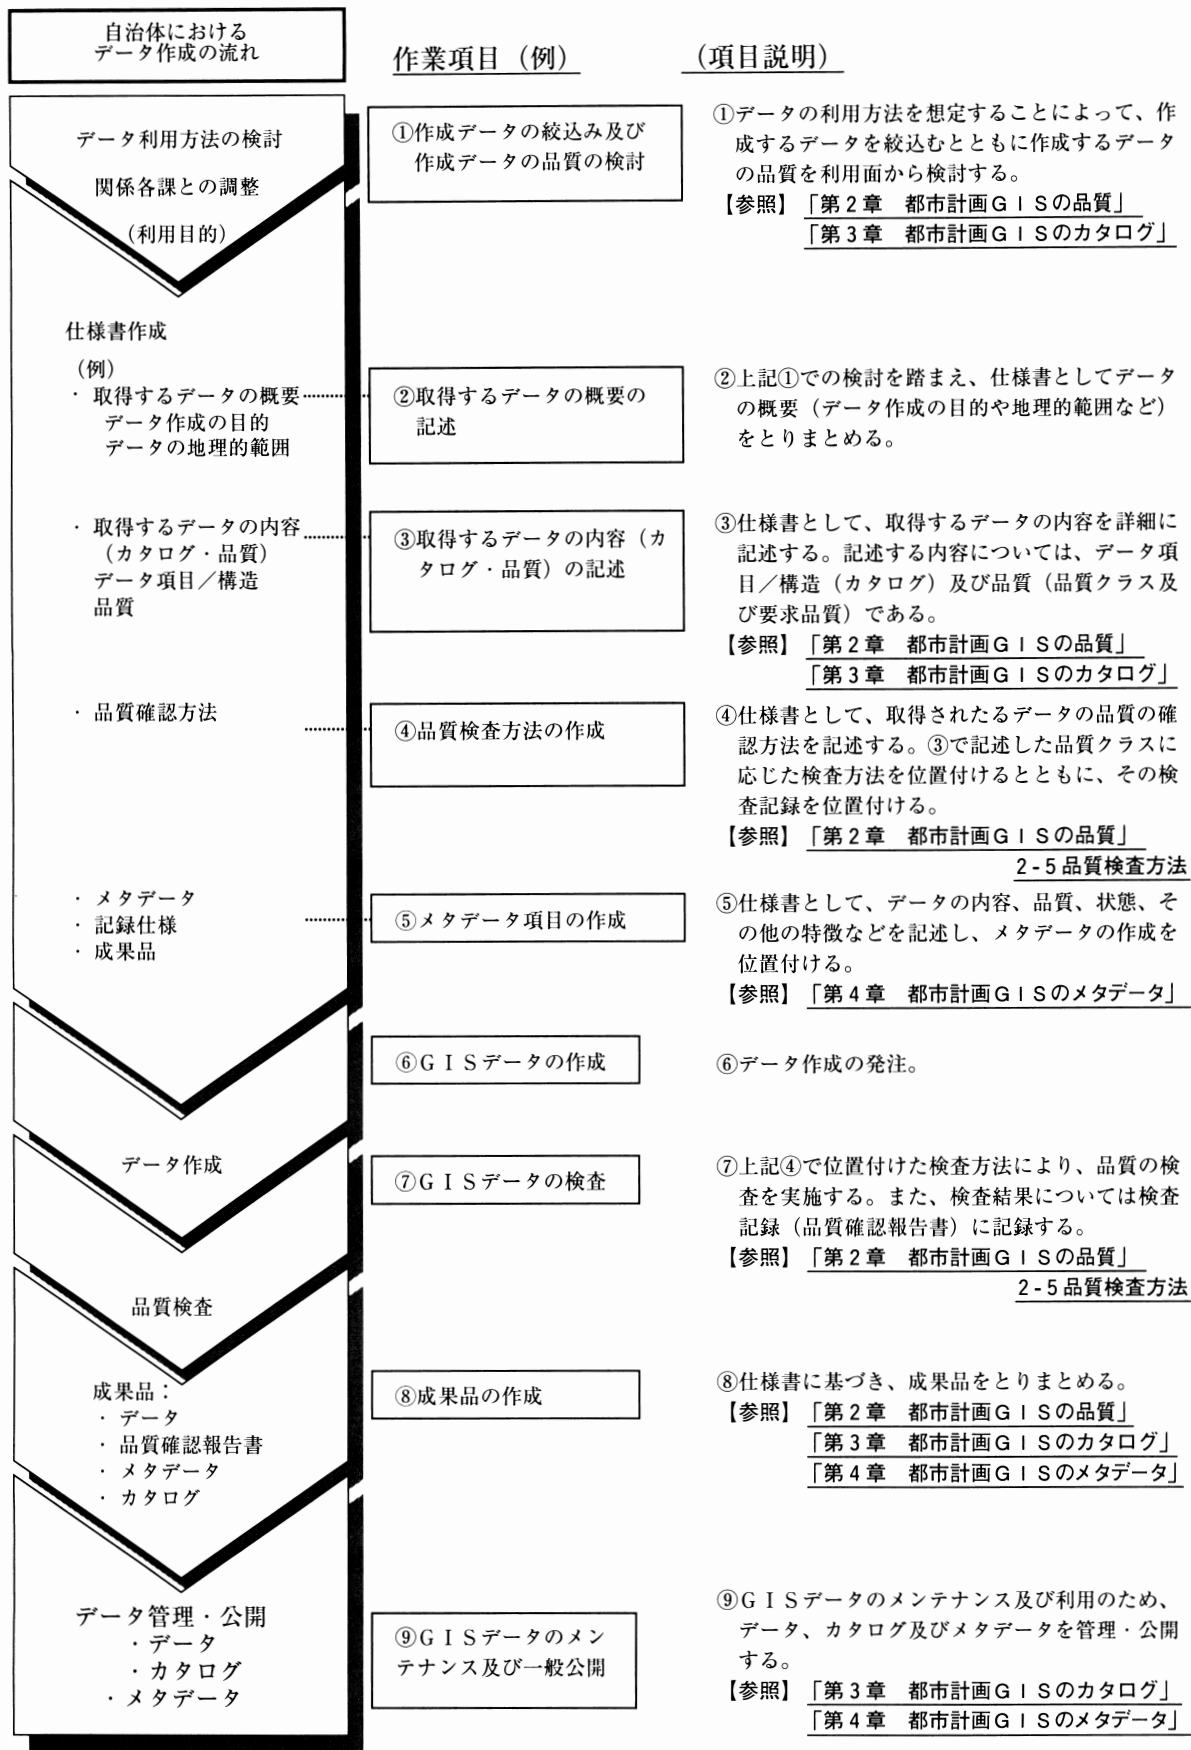 自治体における
データ作成の流れ
作業項目（例）
（項目説明）
データ利用方法の検討
関係各課との調整
（利用目的）
①作成データの絞込み及び
作成データの品質の検討
①データの利用方法を想定することによって、作
成するデータを絞込むとともに作成するデータ
の品質を利用面から検討する。
【参照】「第２章　都市計画ＧＩＳの品質」
「第３章　都市計画ＧＩＳのカタログ」
仕様書作成
（例）
・取得するデータの概要
データ作成の目的
データの地理的範囲
②取得するデータの概要の
記述
②上記①での検討を踏まえ、仕様書としてデータ
の概要（データ作成の目的や地理的範囲など）
をとりまとめる。
・取得するデータの内容
（カタログ・品質）
データ項目／構造
品質
③取得するデータの内容（カ
タログ・品質）の記述
③仕様書として、取得するデータの内容を詳細に
記述する。記述する内容については、データ項
目／構造（カタログ）及び品質（品質クラス及
び要求品質）である。
【参照】「第２章　都市計画ＧＩＳの品質」
「第３章　都市計画ＧＩＳのカタログ」
・品質確認方法
④品質検査方法の作成
④仕様書として、取得されたるデータの品質の確
認方法を記述する。③で記述した品質クラスに
応じた検査方法を位置付けるとともに、その検
査記録を位置付ける。
【参照】「第２章　都市計画ＧＩＳの品質」
２-５品質検査方法
・メタデータ
・記録仕様
・成果品
⑤メタデータ項目の作成
⑤仕様書として、データの内容、品質、状態、そ
の他の特徴などを記述し、メタデータの作成を
位置付ける。
【参照】「第４章　都市計画ＧＩＳのメタデータ」
⑥ＧＩＳデータの作成
⑥データ作成の発注。
データ作成
⑦ＧＩＳデータの検査
⑦上記④で位置付けた検査方法により、品質の検
査を実施する。また、検査結果については検査
記録（品質確認報告書）に記録する。
【参照】「第２章　都市計画ＧＩＳの品質」
２-５品質検査方法
品質検査
成果品：
・データ
・品質確認報告書
・メタデータ
・カタログ
⑧成果品の作成
⑧仕様書に基づき、成果品をとりまとめる。
【参照】「第２章　都市計画ＧＩＳの品質」
「第３章　都市計画ＧＩＳのカタログ」
「第４章　都市計画ＧＩＳのメタデータ」
データ管理・公開
・データ
・カタログ
・メタデータ
⑨ＧＩＳデータのメン
テナンス及び一般公開
⑨ＧＩＳデータのメンテナンス及び利用のため、
データ、カタログ及びメタデータを管理・公開
する。
【参照】「第３章　都市計画ＧＩＳのカタログ」
「第４章　都市計画ＧＩＳのメタデータ」